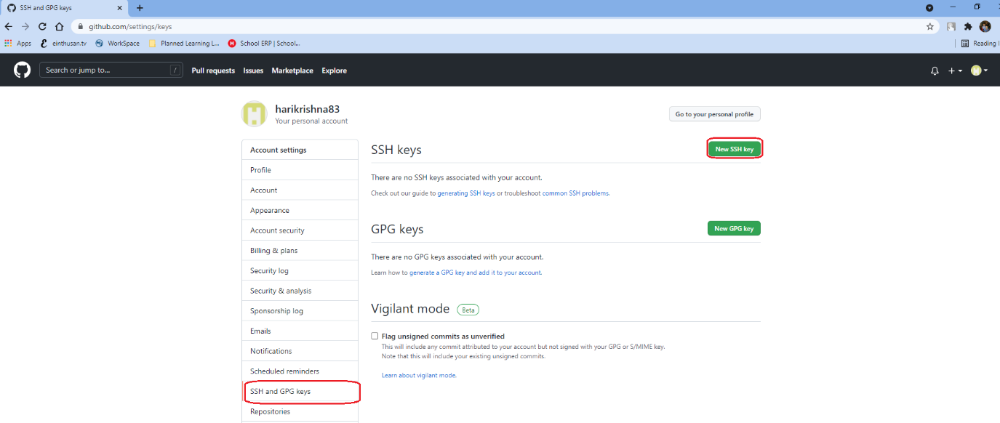 SSH and GPG keys
github.com/settings/keys
Apps
einthusan.tv
WorkSpace
Planned Learning L...
School ERP | School...
Reading l
Search or jump to...
/
Pull requests
Issues
Marketplace
Explore
harikrishna83
Your personal account
Go to your personal profile
Account settings
Profile
Account
Appearance
Account security
Billing & plans
Security log
Security & analysis
Sponsorship log
Emails
Notifications
Scheduled reminders
SSH and GPG keys
Repositories
SSH keys
New SSH key
There are no SSH keys associated with your account.
Check out our guide to generating SSH keys or troubleshoot common SSH problems.
GPG keys
New GPG key
There are no GPG keys associated with your account.
Learn how to generate a GPG key and add it to your account.
Vigilant mode
Beta
Flag unsigned commits as unverified
This will include any commit attributed to your account but not signed with your GPG or S/MIME key.
Note that this will include your existing unsigned commits.
Learn about vigilant mode.